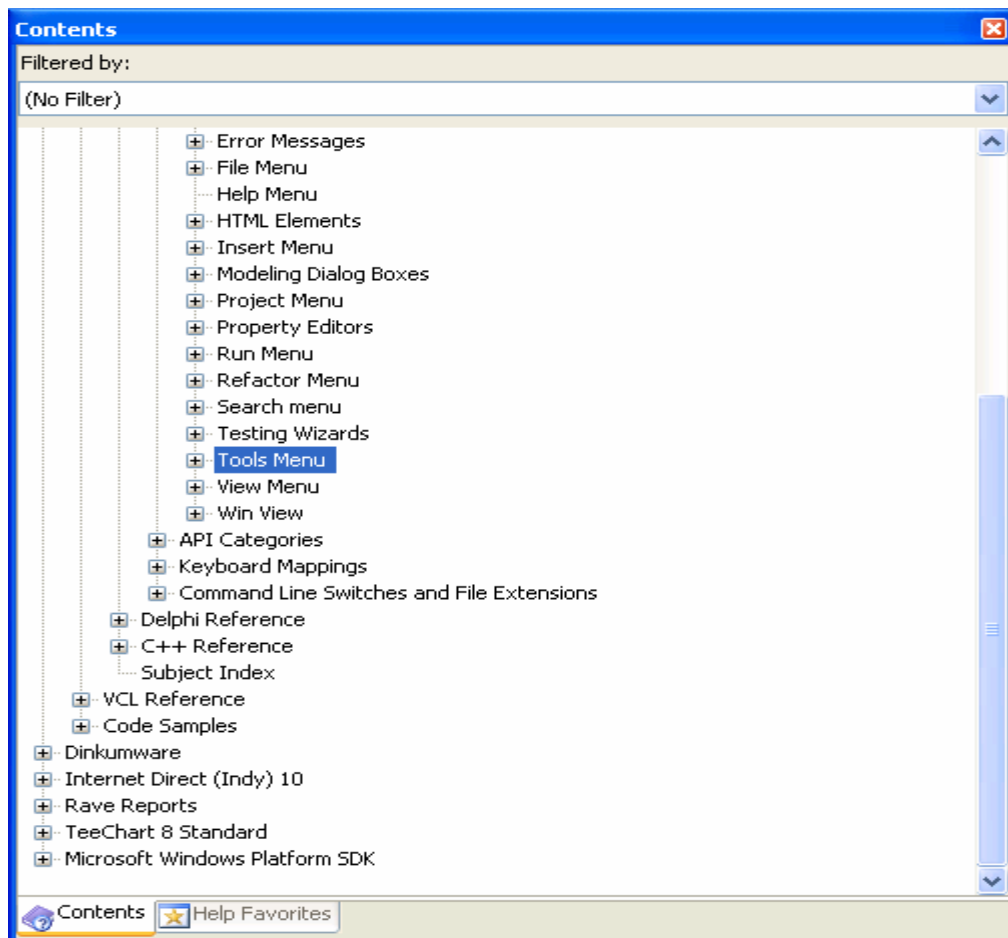 Contents
Filtered by:
(No Filter)
Error Messages
File Menu
Help Menu
HTML Elements
Insert Menu
Modeling Dialog Boxes
Project Menu
Property Editors
Run Menu
Refactor Menu
Search menu
Testing Wizards
Tools Menu
View Menu
Win View
API Categories
Keyboard Mappings
Command Line Switches and File Extensions
Delphi Reference
C++ Reference
Subject Index
VCL Reference
Code Samples
Dinkumware
Internet Direct (Indy) 10
Rave Reports
TeeChart 8 Standard
Microsoft Windows Platform SDK
Contents Help Favorites